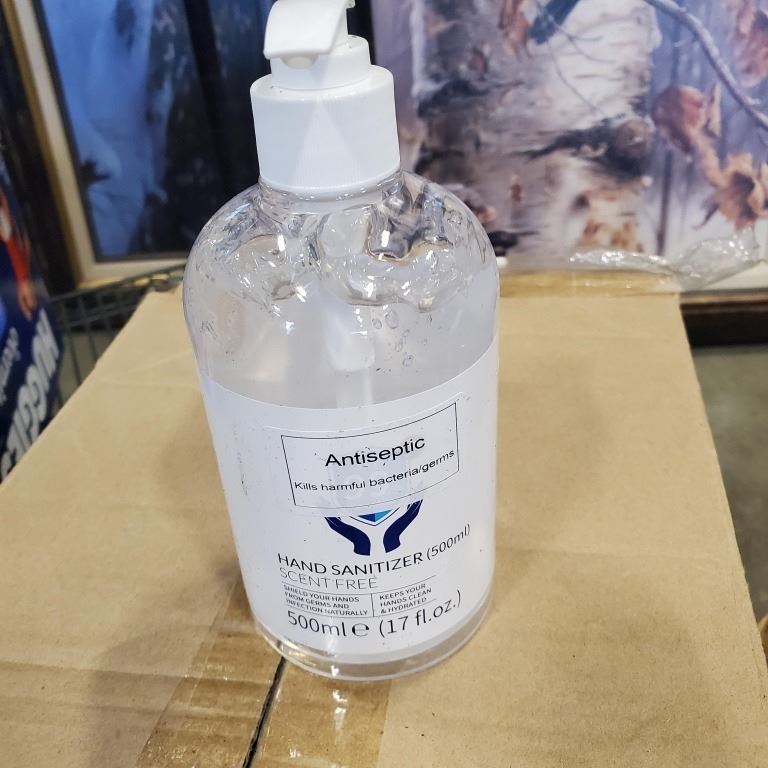 Antiseptic
Kills harmful bacteria/germs
HAND SANITIZER (500ml)
SCENT FREE
SHIELD YOUR HANDS
FROM GERMS AND
INFECTION NATURALLY
KEEPS YOUR
HANDS CLEAN
& HYDRATED
500ml e (17 fl.oz.)
HUGGIES